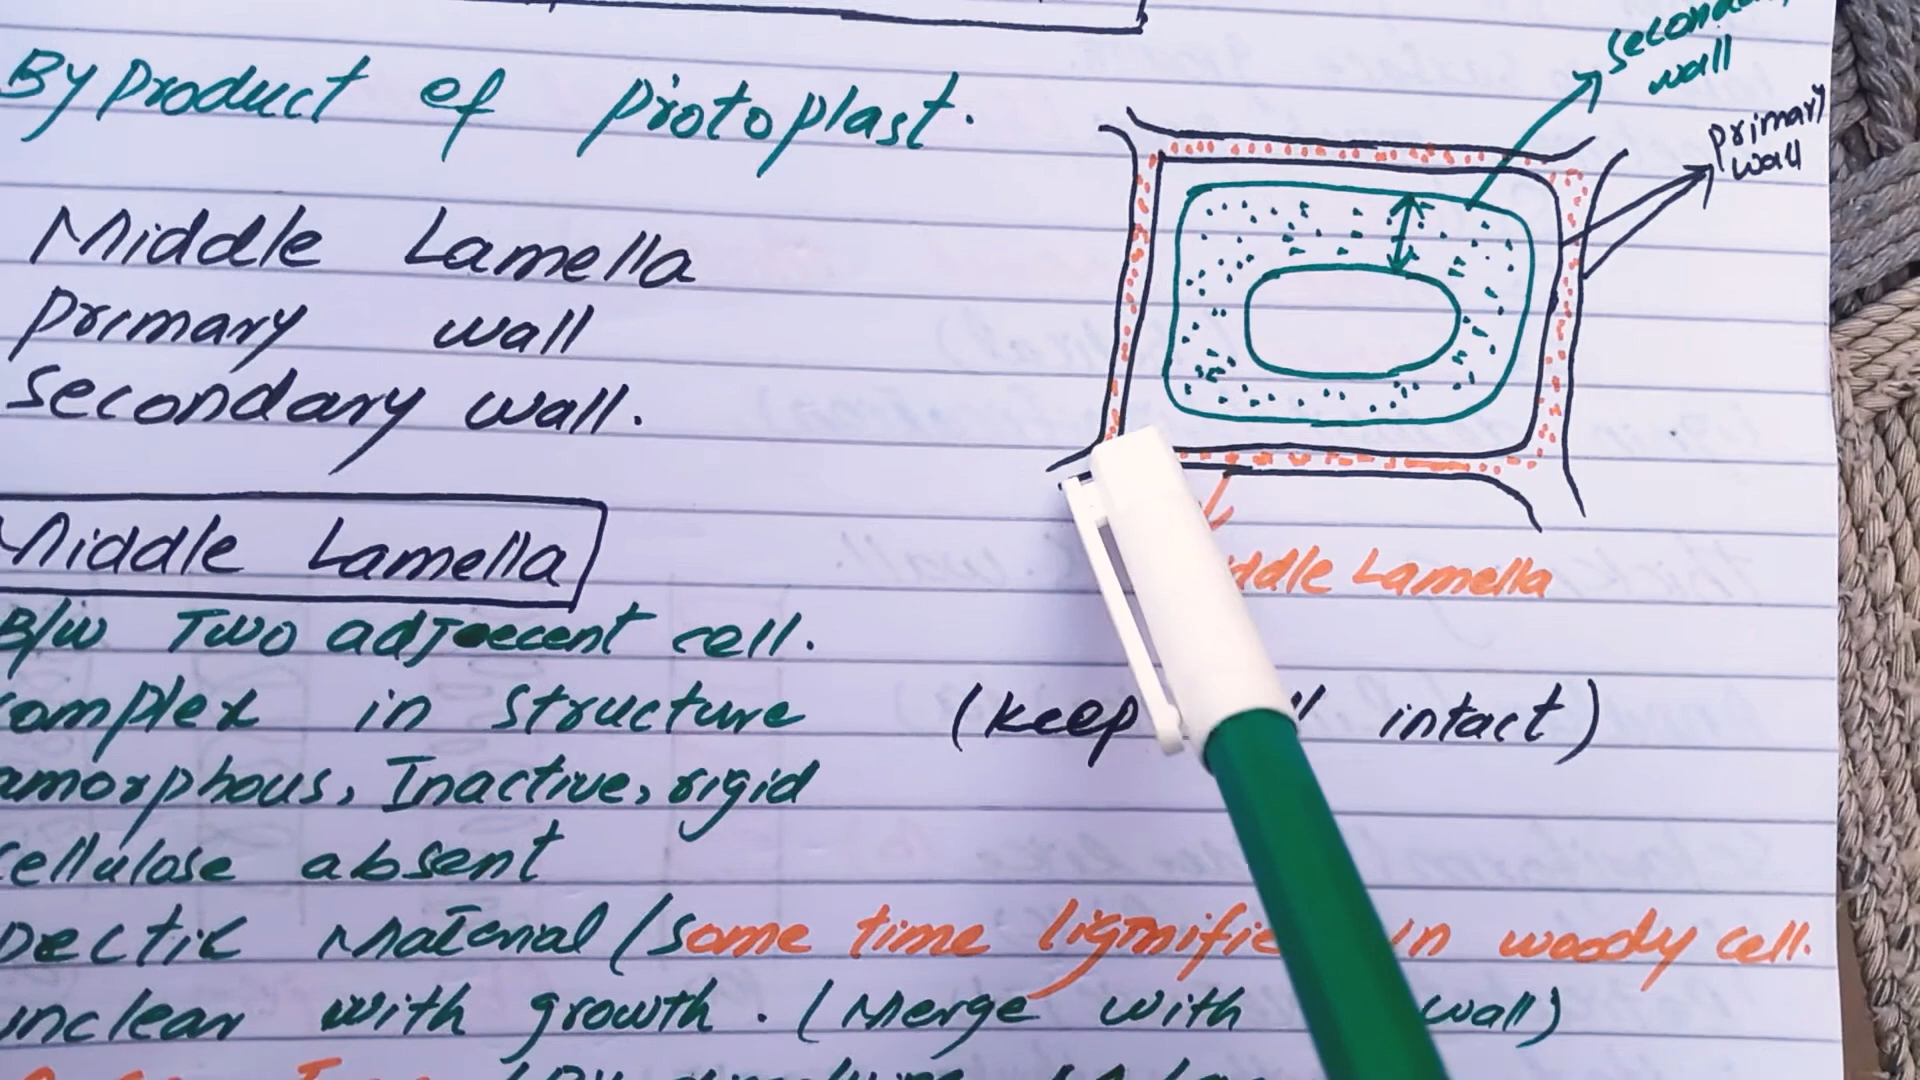 By product of protoplast.
Middle Lamella
primary wall
secondary wall.
secondary
wall
primary
wall
ddle Lamella
Middle Lamella
B/w Two adjecent cell.
complex in structure (keep intact)
amorphous, Inactive, rigid
cellulose absent
pectic Material (some time lignifie in woody cell.
unclear with growth. (Merge with wall)